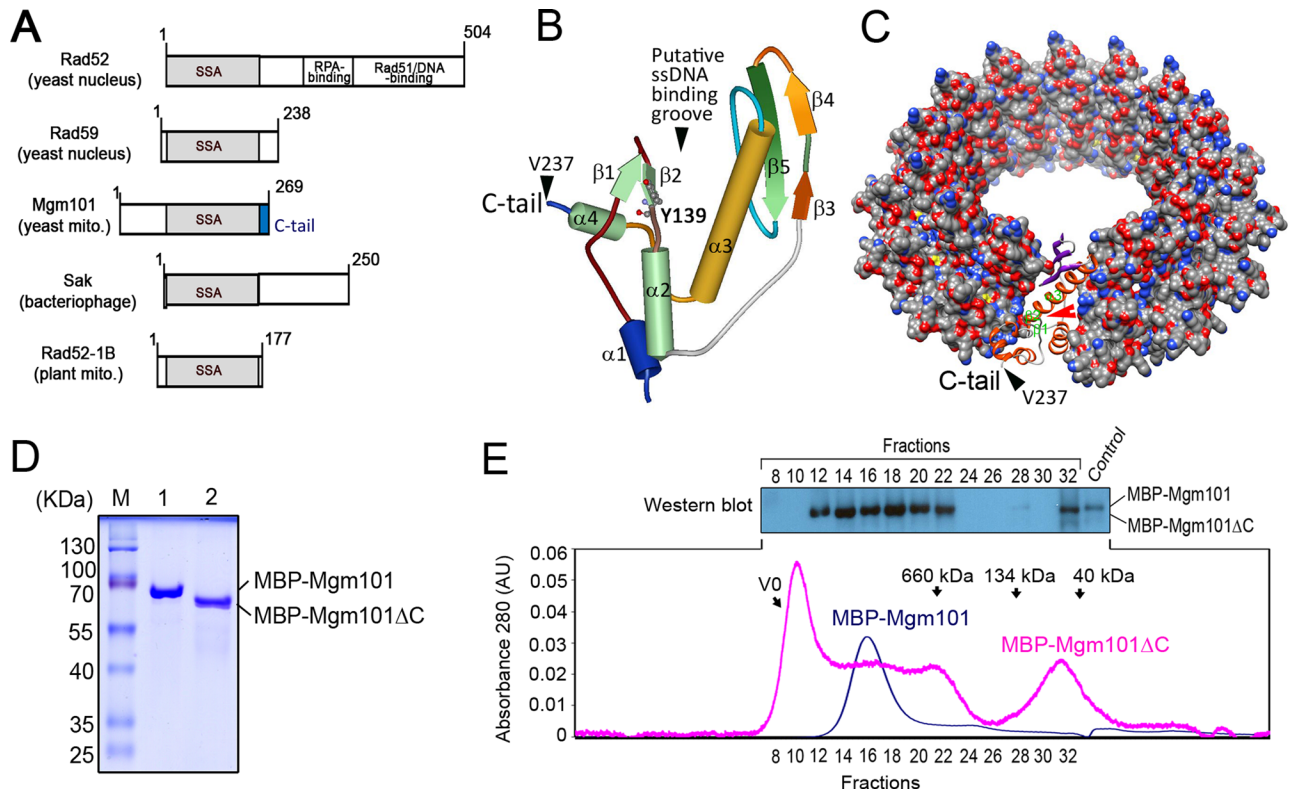 A
1
504
Rad52
(yeast nucleus)
SSA
RPA-
binding
Rad51/DNA
-binding
1
238
Rad59
(yeast nucleus)
SSA
1
269
Mgm101
(yeast mito.)
SSA
C-tail
1
250
Sak
(bacteriophage)
SSA
1
177
Rad52-1B
(plant mito.)
SSA
B
Putative
ssDNA
binding
groove
V237
C-tail
β1
β2
β4
β5
β3
Y139
α4
α3
α2
α1
C
β1
C-tail
V237
D
(KDa) M 1 2
130
100
70
55
40
35
25
MBP-Mgm101
MBP-Mgm101ΔC
E
Fractions
8 10 12 14 16 18 20 22 24 26 28 30 32 Control
Western blot
MBP-Mgm101
MBP-Mgm101ΔC
Absorbance 280 (AU)
0.06
0.05
0.04
0.03
0.02
0.01
0
V0
660 kDa
134 kDa
40 kDa
MBP-Mgm101
MBP-Mgm101ΔC
8 10 12 14 16 18 20 22 24 26 28 30 32
Fractions